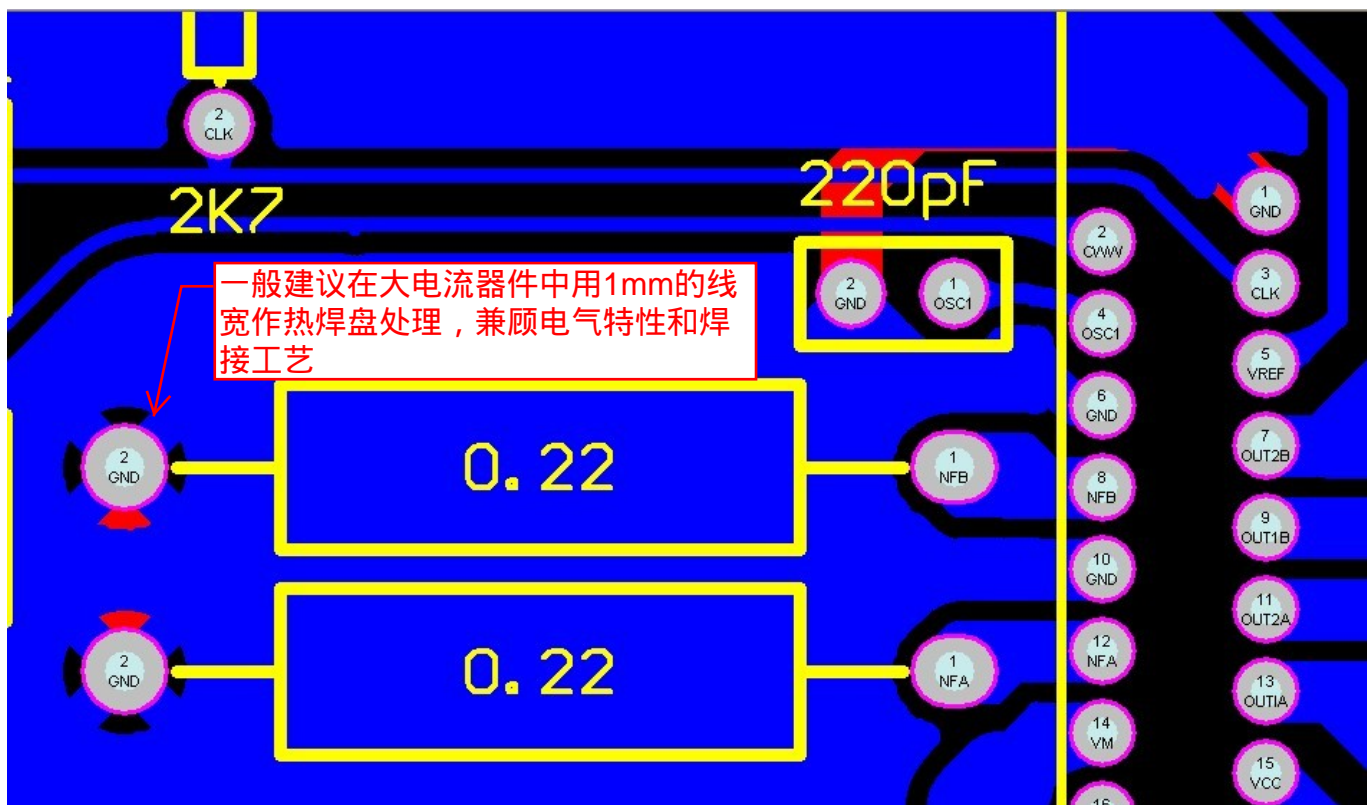 2
CLK
220pF
2K7
1
GND
2
CWW
一般建议在大电流器件中用1mm的线
宽作热焊盘处理，兼顾电气特性和焊
接工艺
2
GND
1
OSC1
3
CLK
4
OSC1
5
VREF
6
GND
2
GND
0.22
1
NFB
7
OUT2B
8
NFB
9
OUT1B
10
GND
11
OUT2A
2
GND
0.22
1
NFA
12
NFA
13
OUTIA
14
VM
15
VCC
16